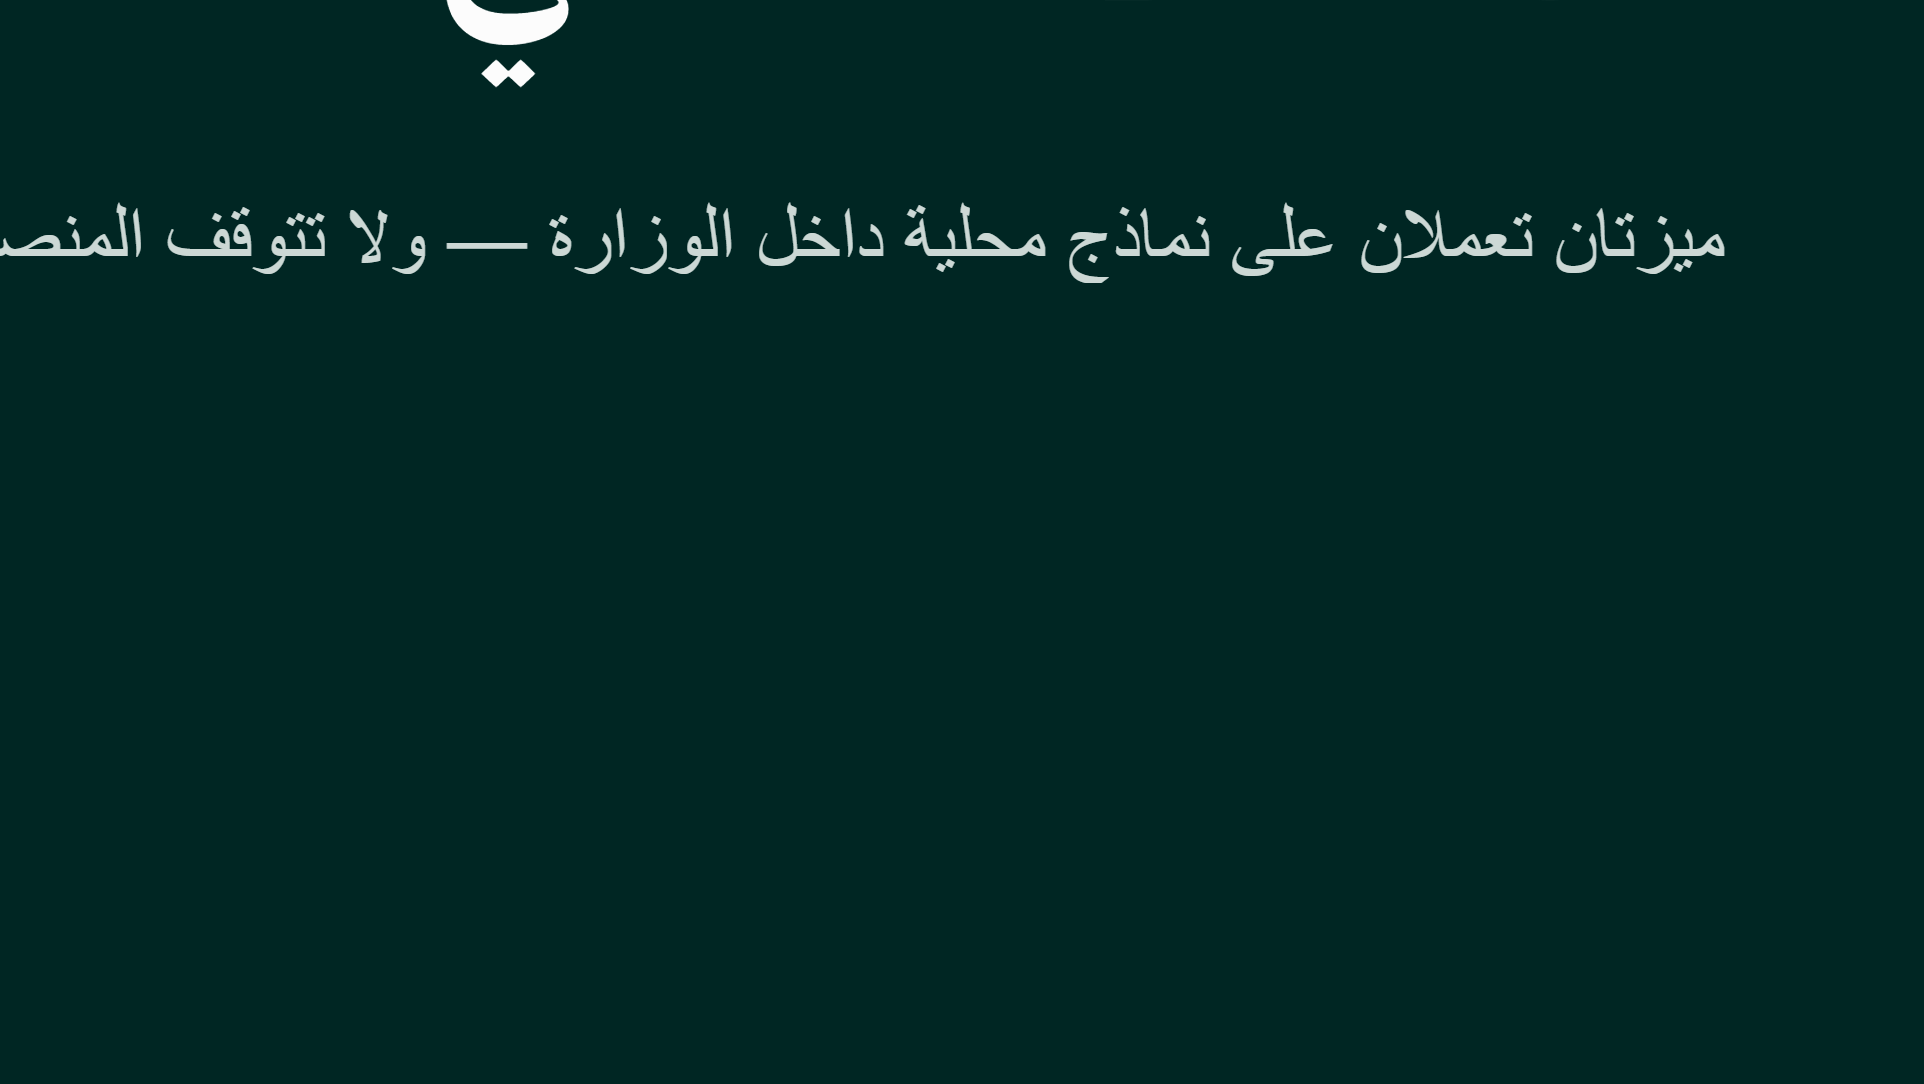 ميزتان تعملان على نماذج محلية داخل الوزارة — ولا تتوقف